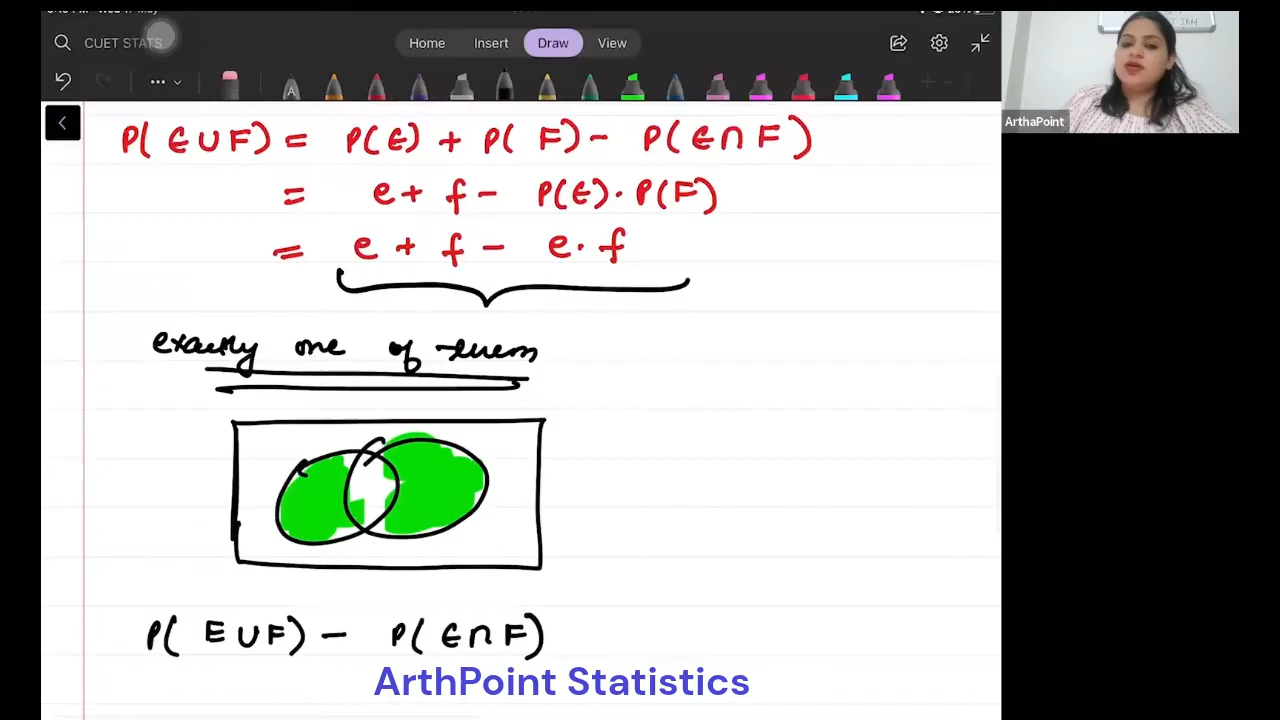 CUET STATS
Home Insert Draw View
A
ArthaPoint
P(E∪F) = P(E) + P(F) − P(E∩F)
= e + f − P(E)·P(F)
= e + f − e·f
exactly one of them
P(E∪F) − P(E∩F)
ArthPoint Statistics